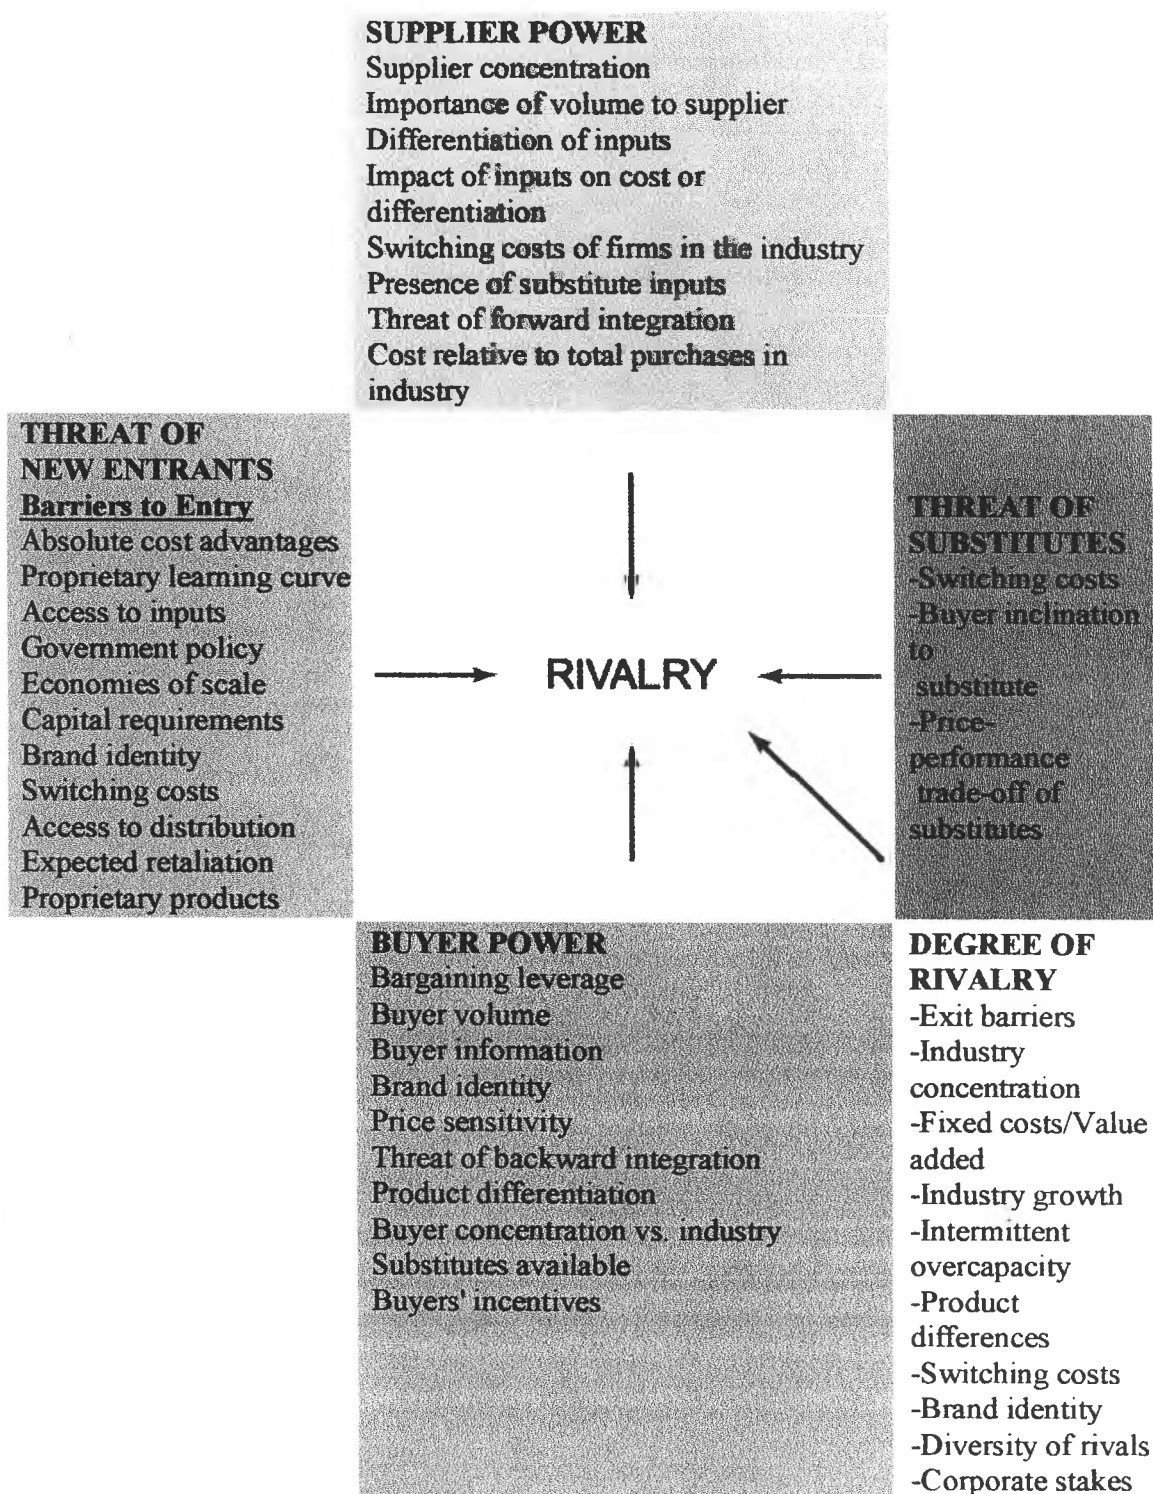 SUPPLIER POWER
Supplier concentration
Importance of volume to supplier
Differentiation of inputs
Impact of inputs on cost or
differentiation
Switching costs of firms in the industry
Presence of substitute inputs
Threat of forward integration
Cost relative to total purchases in
industry
THREAT OF
NEW ENTRANTS
Barriers to Entry
Absolute cost advantages
Proprietary learning curve
Access to inputs
Government policy
Economies of scale
Capital requirements
Brand identity
Switching costs
Access to distribution
Expected retaliation
Proprietary products
RIVALRY
THREAT OF
SUBSTITUTES
-Switching costs
-Buyer inclination
to
substitute
-Price-
performance
trade-off of
substitutes
BUYER POWER
Bargaining leverage
Buyer volume
Buyer information
Brand identity
Price sensitivity
Threat of backward integration
Product differentiation
Buyer concentration vs. industry
Substitutes available
Buyers' incentives
DEGREE OF
RIVALRY
-Exit barriers
-Industry
concentration
-Fixed costs/Value
added
-Industry growth
-Intermittent
overcapacity
-Product
differences
-Switching costs
-Brand identity
-Diversity of rivals
-Corporate stakes